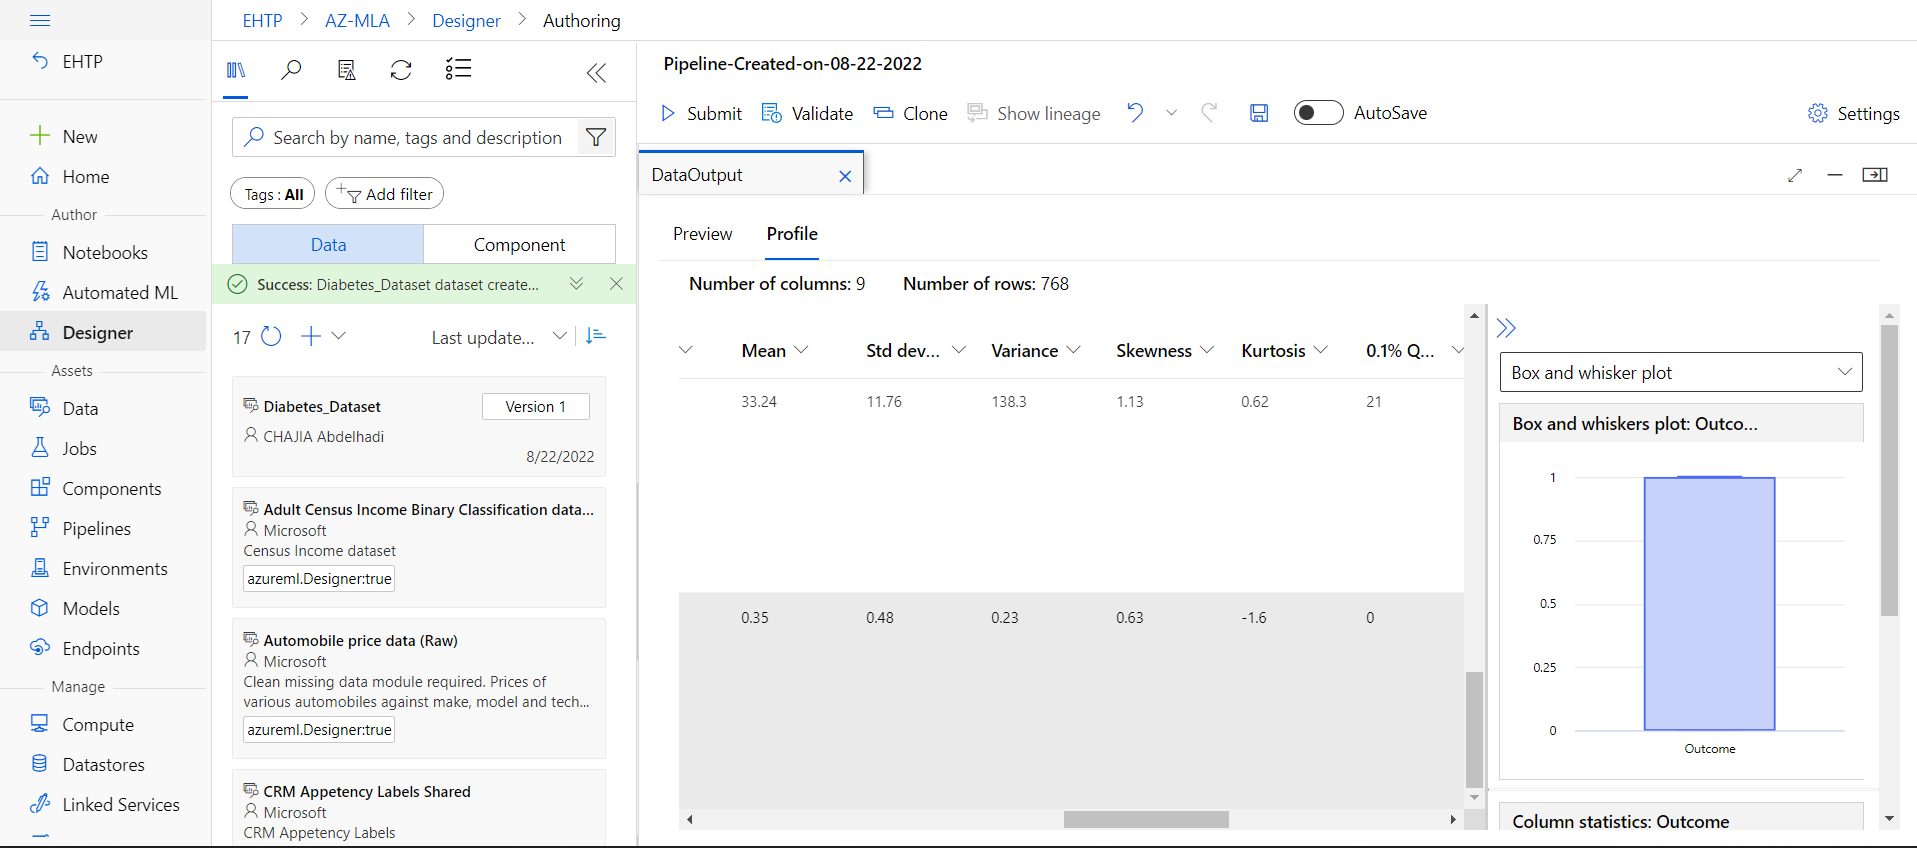 EHTP > AZ-MLA > Designer > Authoring
EHTP
New
Home
Author
Notebooks
Automated ML
Designer
Assets
Data
Jobs
Components
Pipelines
Environments
Models
Endpoints
Manage
Compute
Datastores
Linked Services
Search by name, tags and description
Tags : All
Add filter
Data
Component
Success: Diabetes_Dataset dataset create...
17
Last update...
Diabetes_Dataset
Version 1
CHAJIA Abdelhadi
8/22/2022
Adult Census Income Binary Classification data...
Microsoft
Census Income dataset
azureml.Designer:true
Automobile price data (Raw)
Microsoft
Clean missing data module required. Prices of
various automobiles against make, model and tech...
azureml.Designer:true
CRM Appetency Labels Shared
Microsoft
CRM Appetency Labels
Pipeline-Created-on-08-22-2022
Submit
Validate
Clone
Show lineage
AutoSave
Settings
DataOutput
Preview
Profile
Number of columns: 9
Number of rows: 768
Mean Std dev... Variance Skewness Kurtosis 0.1% Q...
33.24 11.76 138.3 1.13 0.62 21
0.35 0.48 0.23 0.63 -1.6 0
Box and whisker plot
Box and whiskers plot: Outco...
1
0.75
0.5
0.25
0
Outcome
Column statistics: Outcome